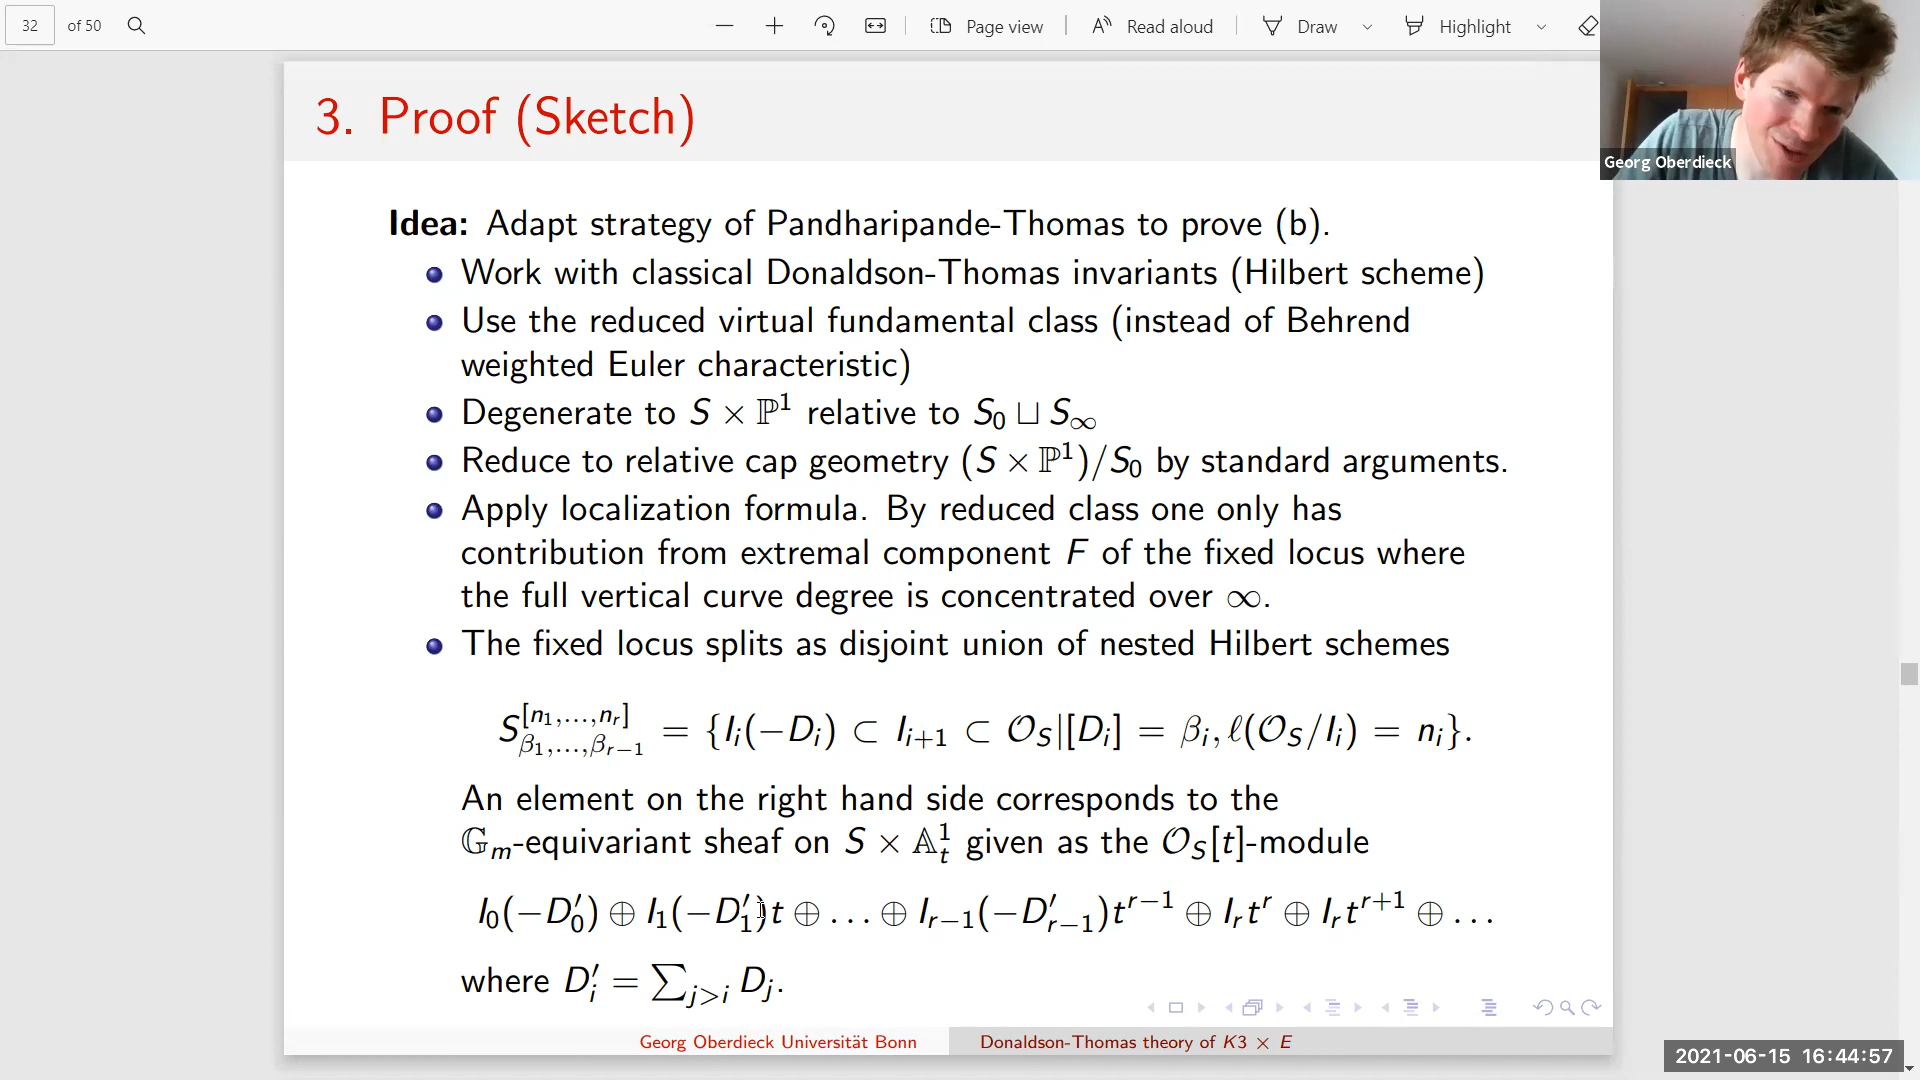 32 of 50 Page view Read aloud Draw Highlight
3. Proof (Sketch)
Georg Oberdieck
Idea: Adapt strategy of Pandharipande-Thomas to prove (b).
Work with classical Donaldson-Thomas invariants (Hilbert scheme)
Use the reduced virtual fundamental class (instead of Behrend
weighted Euler characteristic)
Degenerate to S × ℙ¹ relative to S₀ ⊔ S_∞
Reduce to relative cap geometry (S × ℙ¹)/S₀ by standard arguments.
Apply localization formula. By reduced class one only has
contribution from extremal component F of the fixed locus where
the full vertical curve degree is concentrated over ∞.
The fixed locus splits as disjoint union of nested Hilbert schemes
S^{[n₁,…,n_r]}_{β₁,…,β_{r−1}} = {I_i(−D_i) ⊂ I_{i+1} ⊂ 𝒪_S|[D_i] = β_i, ℓ(𝒪_S/I_i) = n_i}.
An element on the right hand side corresponds to the
𝔾_m-equivariant sheaf on S × 𝔸¹_t given as the 𝒪_S[t]-module
I₀(−D′₀) ⊕ I₁(−D′₁)t ⊕ … ⊕ I_{r−1}(−D′_{r−1})t^{r−1} ⊕ I_r t^r ⊕ I_r t^{r+1} ⊕ …
where D′_i = ∑_{j>i} D_j.
Georg Oberdieck Universität Bonn Donaldson-Thomas theory of K3 × E
2021-06-15 16:44:57